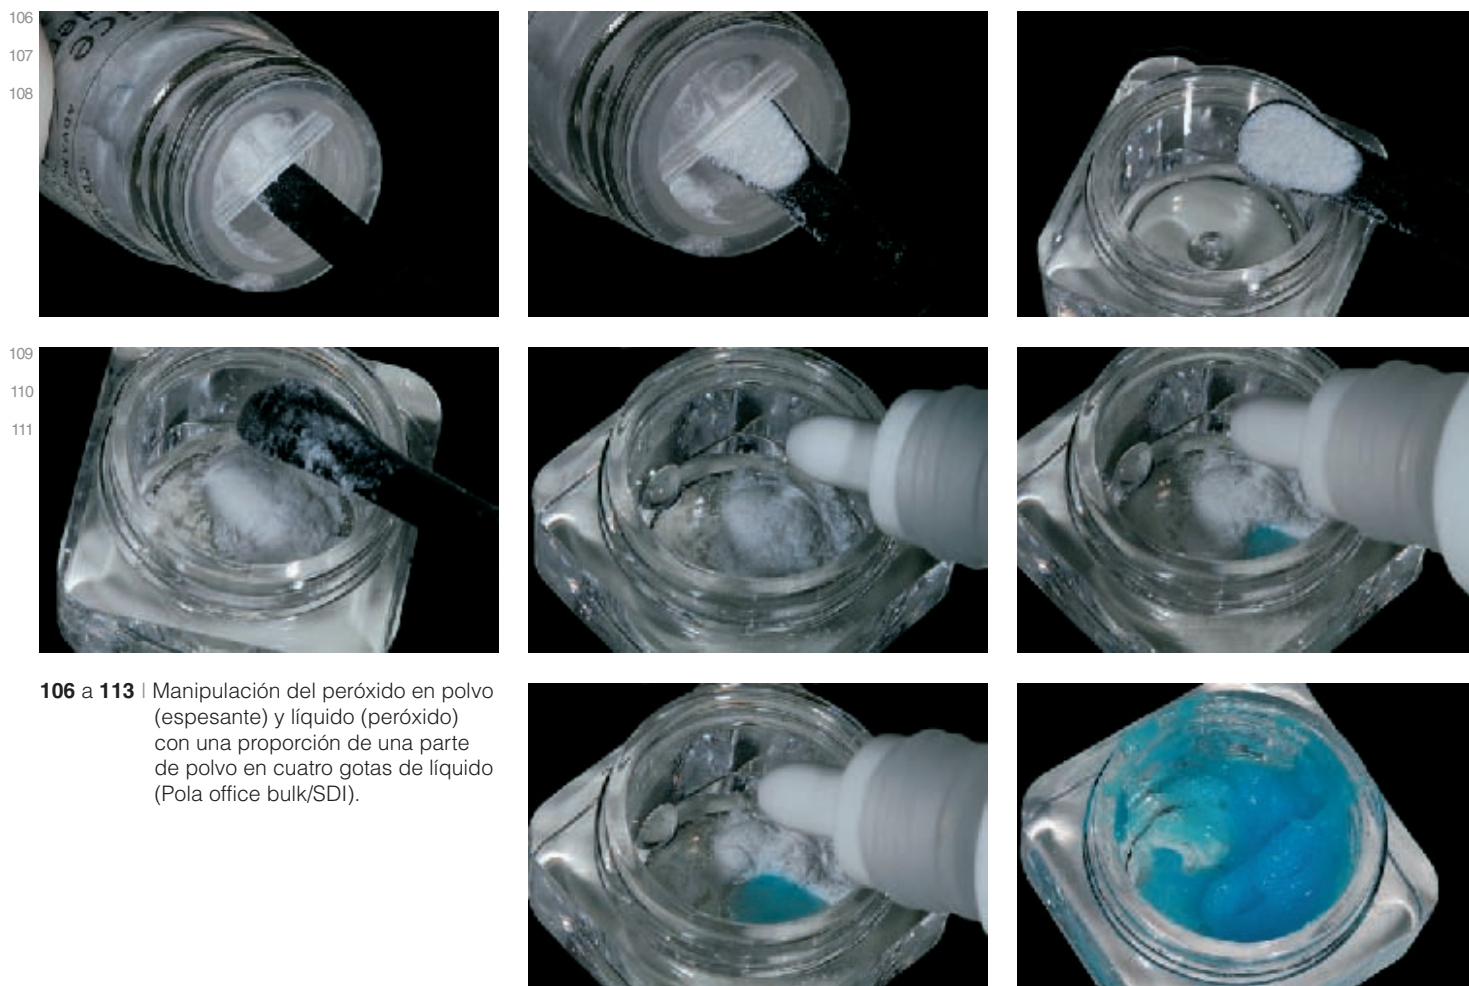 106
107
108
109
110
111
106 a 113 | Manipulación del peróxido en polvo
(espesante) y líquido (peróxido)
con una proporción de una parte
de polvo en cuatro gotas de líquido
(Pola office bulk/SDI).